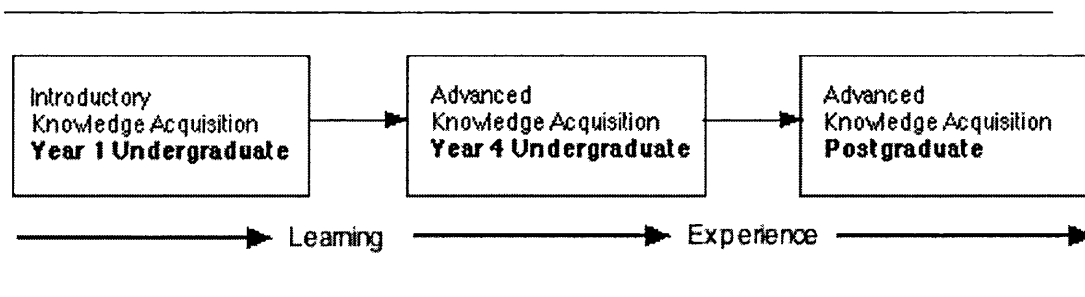 Introductory
Knowledge Acquisition
Year 1 Undergraduate
Advanced
Knowledge Acquisition
Year 4 Undergraduate
Advanced
Knowledge Acquisition
Postgraduate
Learning
Experience